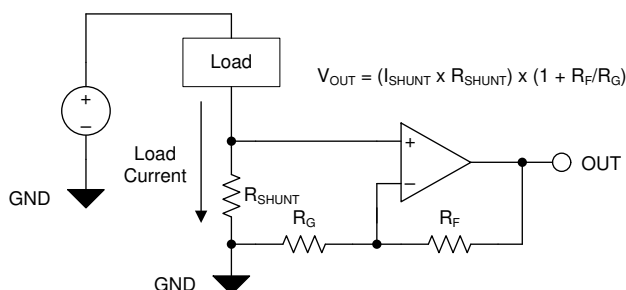 Load
V_OUT = (I_SHUNT x R_SHUNT) x (1 + R_F/R_G)
+
−
Load
Current
+
−
OUT
GND
R_SHUNT
R_G
R_F
GND